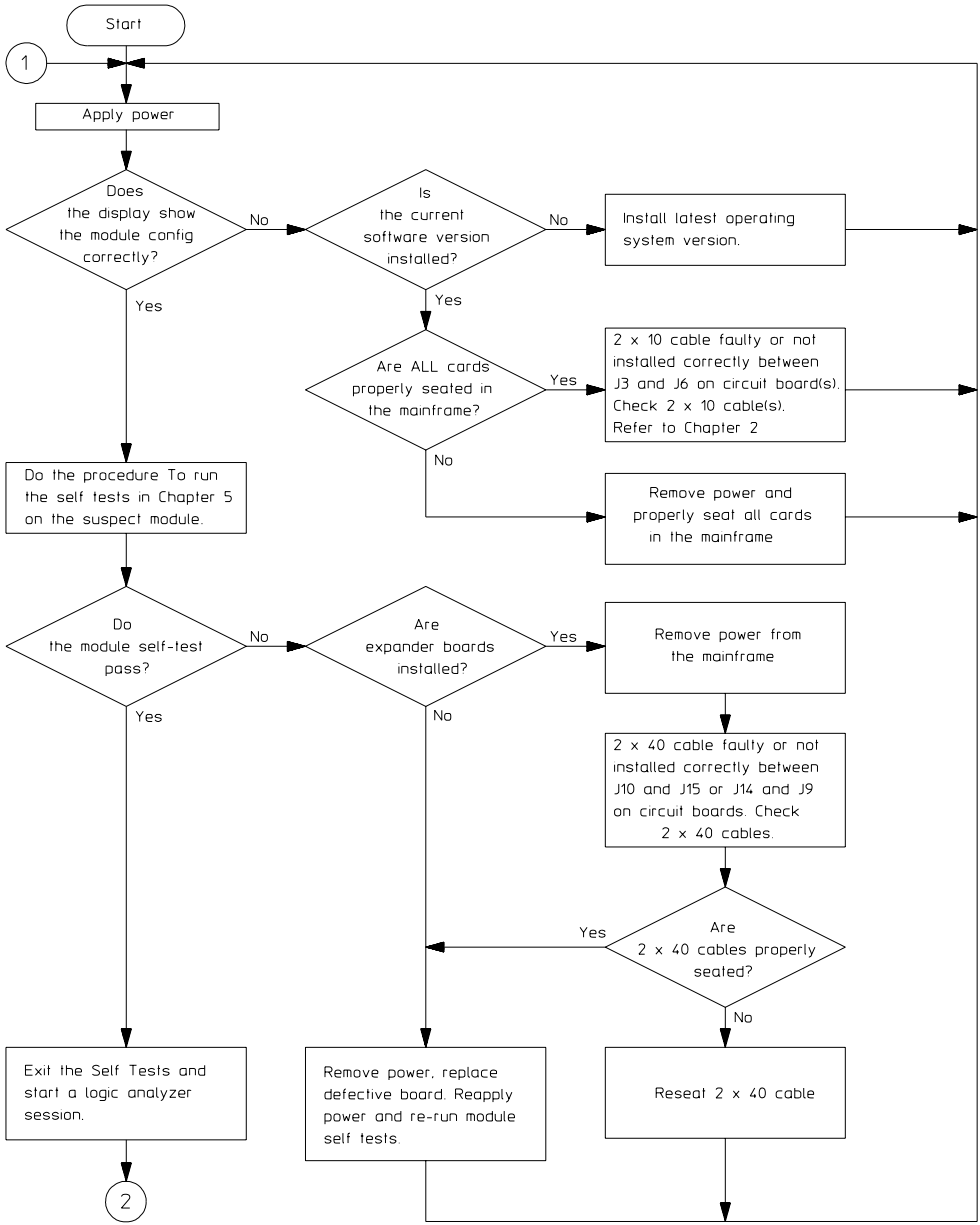 Start
1
Apply power
Does
the display show
the module config
correctly?
No
Yes
Is
the current
software version
installed?
No
Yes
Install latest operating
system version.
Are ALL cards
properly seated in
the mainframe?
Yes
No
2 x 10 cable faulty or not
installed correctly between
J3 and J6 on circuit board(s).
Check 2 x 10 cable(s).
Refer to Chapter 2
Remove power and
properly seat all cards
in the mainframe
Do the procedure To run
the self tests in Chapter 5
on the suspect module.
Do
the module self-test
pass?
No
Yes
Are
expander boards
installed?
Yes
No
Remove power from
the mainframe
2 x 40 cable faulty or not
installed correctly between
J10 and J15 or J14 and J9
on circuit boards. Check
2 x 40 cables.
Are
2 x 40 cables properly
seated?
Yes
No
Exit the Self Tests and
start a logic analyzer
session.
Remove power, replace
defective board. Reapply
power and re-run module
self tests.
Reseat 2 x 40 cable
2